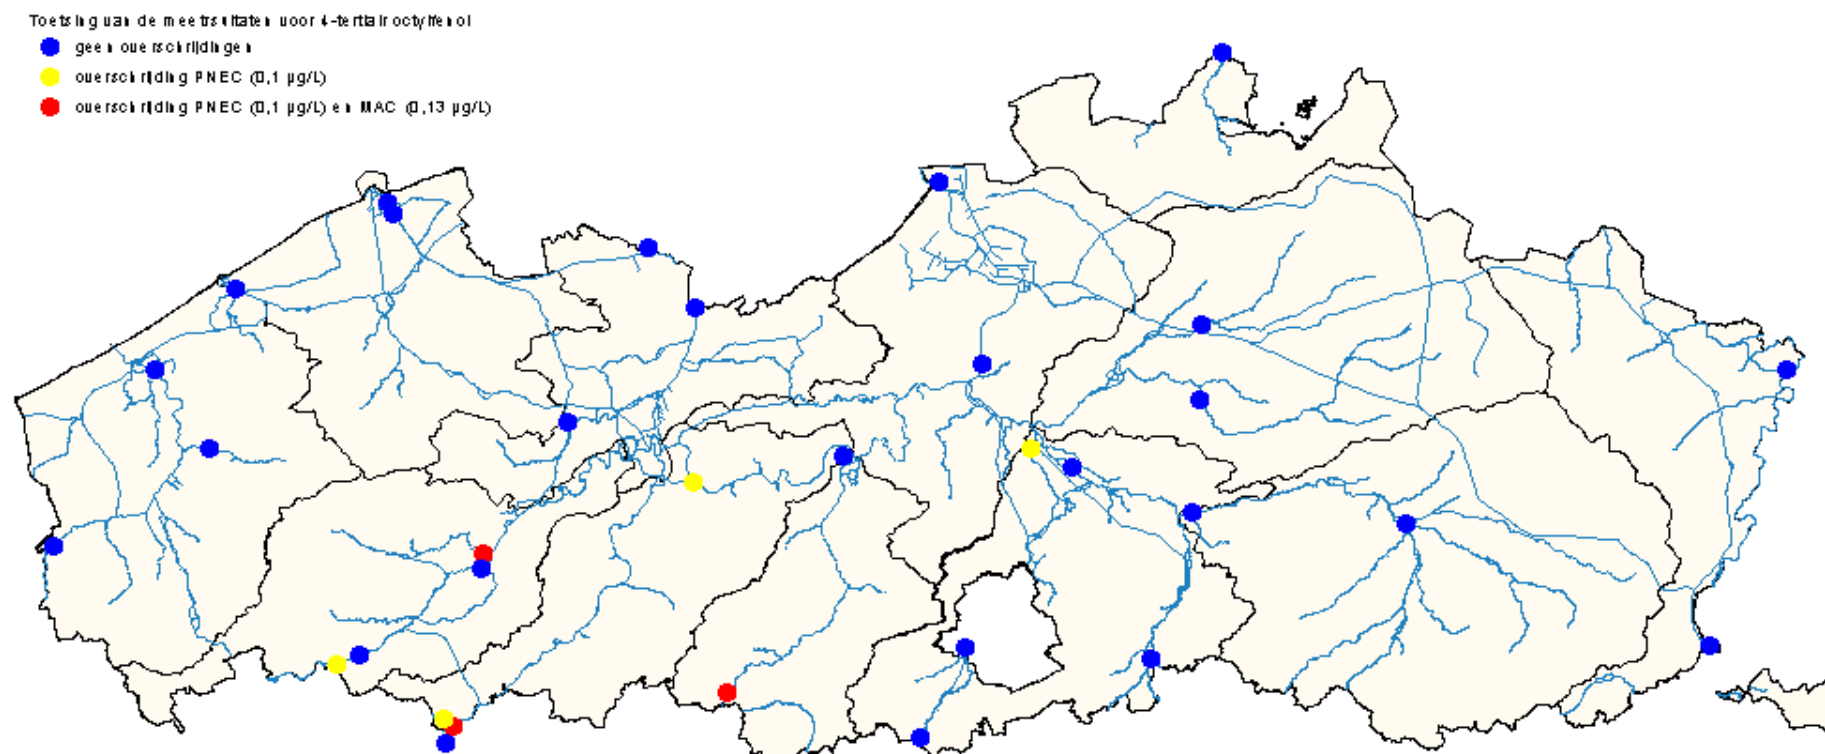 Toetsing van de meetresultaten voor 4-tertiair octylfenol
geen overschrijdingen
overschrijding PNEC (0,1 µg/L)
overschrijding PNEC (0,1 µg/L) en MAC (0,13 µg/L)